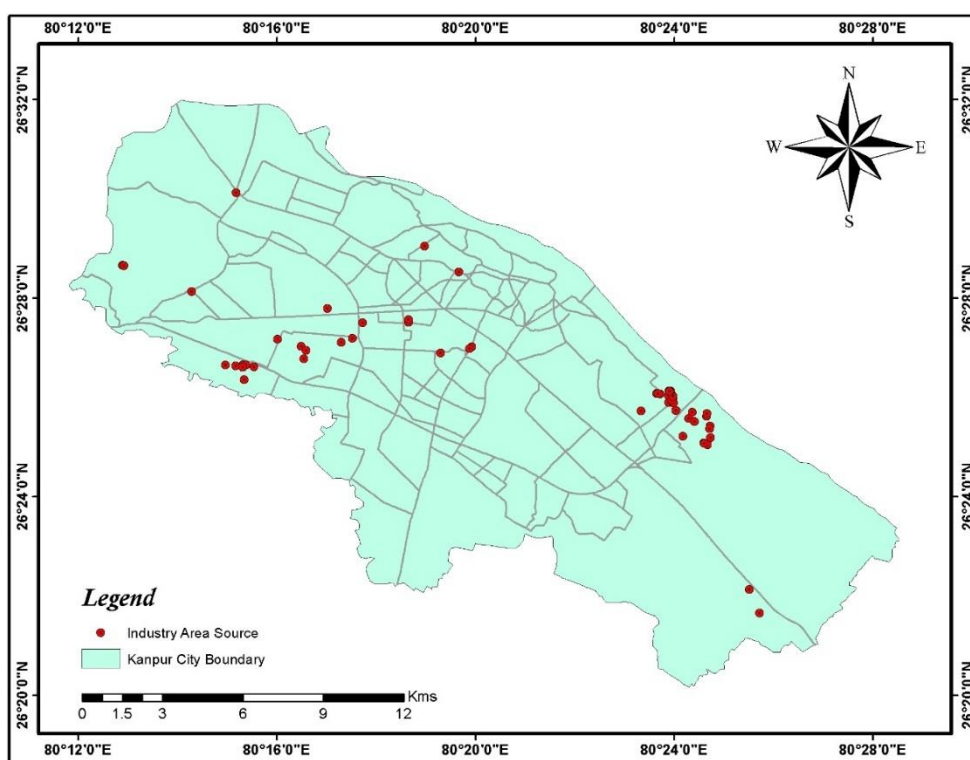 80°12'0"E 80°16'0"E 80°20'0"E 80°24'0"E 80°28'0"E
26°32'0"N 26°32'0"N
N
W E
S
26°28'0"N 26°28'0"N
26°24'0"N 26°24'0"N
Legend
Industry Area Source
Kanpur City Boundary
Kms
0 1.5 3 6 9 12
26°20'0"N 26°20'0"N
80°12'0"E 80°16'0"E 80°20'0"E 80°24'0"E 80°28'0"E